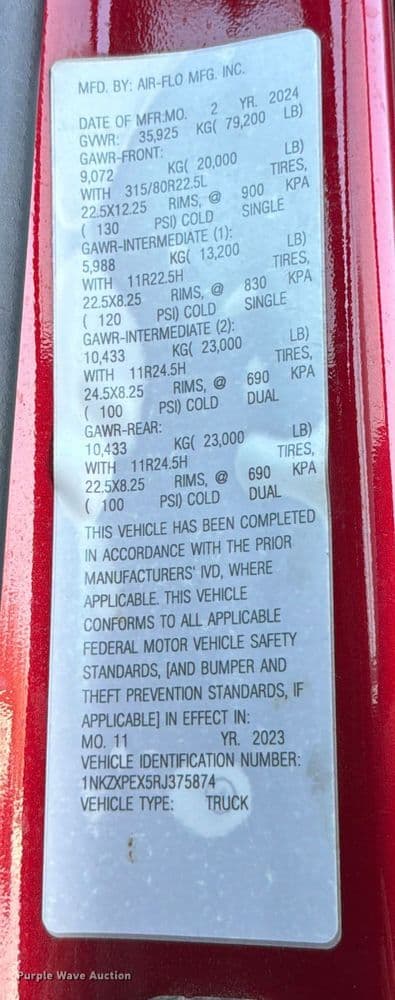 MFD. BY: AIR-FLO MFG. INC.
DATE OF MFR:MO. 2 YR. 2024
GVWR: 35,925 KG( 79,200 LB)
GAWR-FRONT:
9,072 KG( 20,000 LB)
WITH 315/80R22.5L TIRES,
22.5X12.25 RIMS, @ 900 KPA
( 130 PSI) COLD SINGLE
GAWR-INTERMEDIATE (1):
5,988 KG( 13,200 LB)
WITH 11R22.5H TIRES,
22.5X8.25 RIMS, @ 830 KPA
( 120 PSI) COLD SINGLE
GAWR-INTERMEDIATE (2):
10,433 KG( 23,000 LB)
WITH 11R24.5H TIRES,
24.5X8.25 RIMS, @ 690 KPA
( 100 PSI) COLD DUAL
GAWR-REAR:
10,433 KG( 23,000 LB)
WITH 11R24.5H TIRES,
22.5X8.25 RIMS, @ 690 KPA
( 100 PSI) COLD DUAL
THIS VEHICLE HAS BEEN COMPLETED
IN ACCORDANCE WITH THE PRIOR
MANUFACTURERS' IVD, WHERE
APPLICABLE. THIS VEHICLE
CONFORMS TO ALL APPLICABLE
FEDERAL MOTOR VEHICLE SAFETY
STANDARDS, [AND BUMPER AND
THEFT PREVENTION STANDARDS, IF
APPLICABLE] IN EFFECT IN:
MO. 11 YR. 2023
VEHICLE IDENTIFICATION NUMBER:
1NKZXPEX5RJ375874
VEHICLE TYPE: TRUCK
Purple Wave Auction